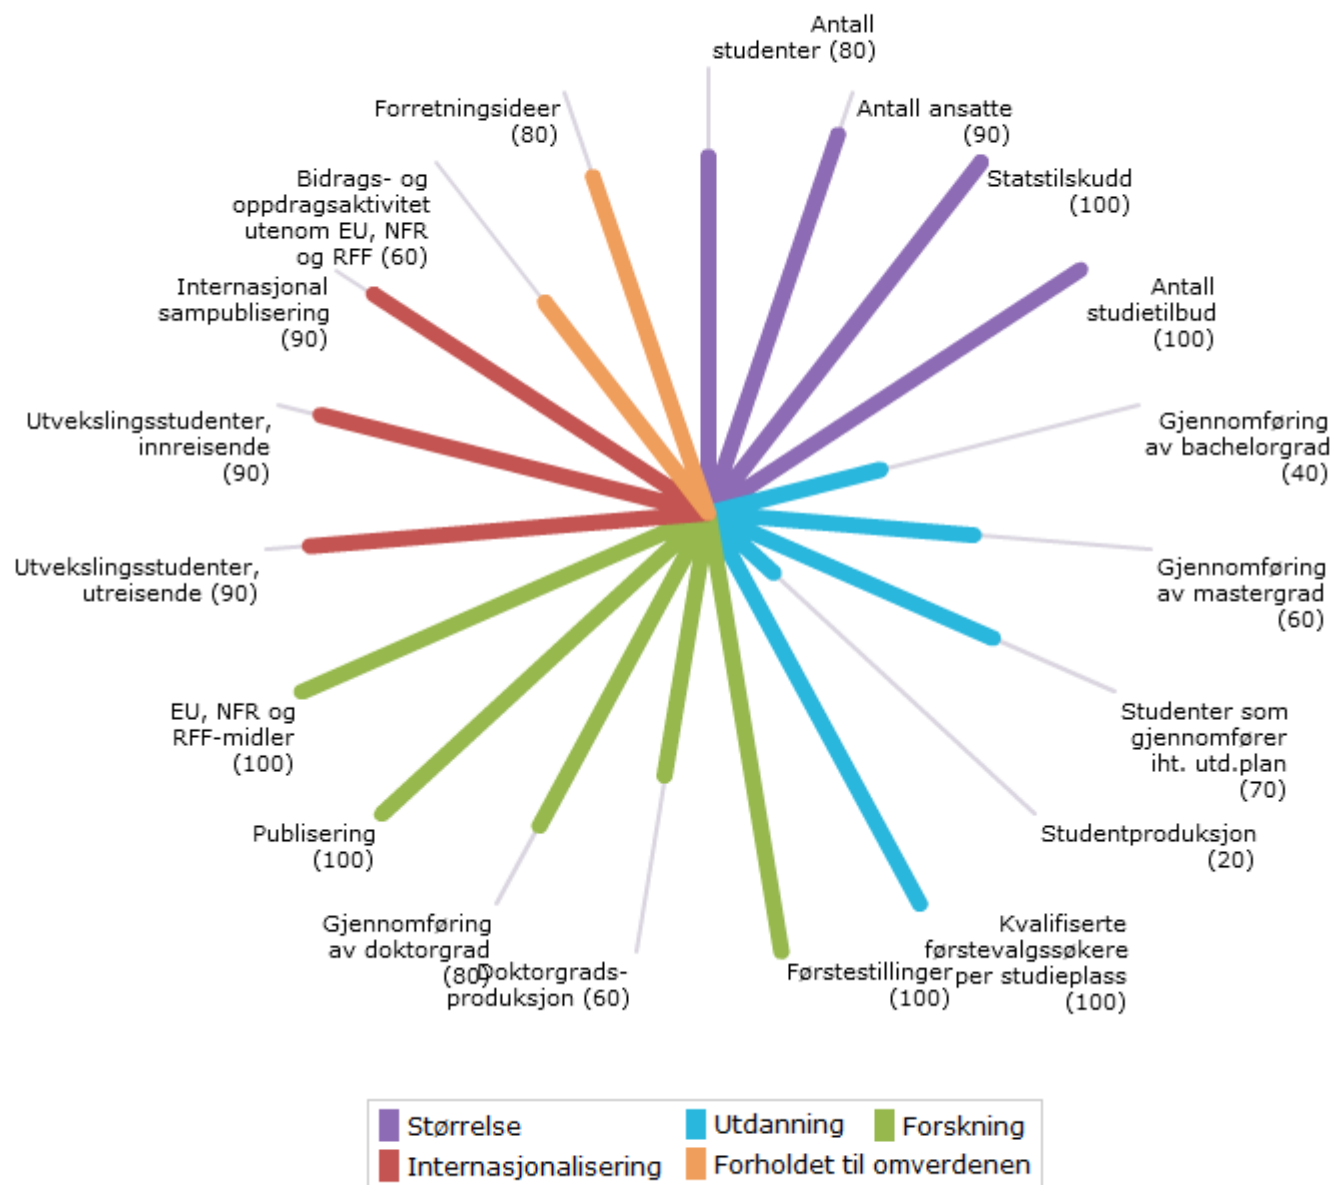 Antall
studenter (80)
Antall ansatte
(90)
Statstilskudd
(100)
Antall
studietilbud
(100)
Gjennomføring
av bachelorgrad
(40)
Gjennomføring
av mastergrad
(60)
Studenter som
gjennomfører
iht. utd.plan
(70)
Studentproduksjon
(20)
Kvalifiserte
førstevalgssøkere
per studieplass
(100)
Førstestillinger
(100)
Doktorgrads-
produksjon (60)
Gjennomføring
av doktorgrad
(80)
Publisering
(100)
EU, NFR og
RFF-midler
(100)
Utvekslingsstudenter,
utreisende (90)
Utvekslingsstudenter,
innreisende
(90)
Internasjonal
sampublisering
(90)
Bidrags- og
oppdragsaktivitet
utenom EU, NFR
og RFF (60)
Forretningsideer
(80)
Størrelse
Utdanning
Forskning
Internasjonalisering
Forholdet til omverdenen